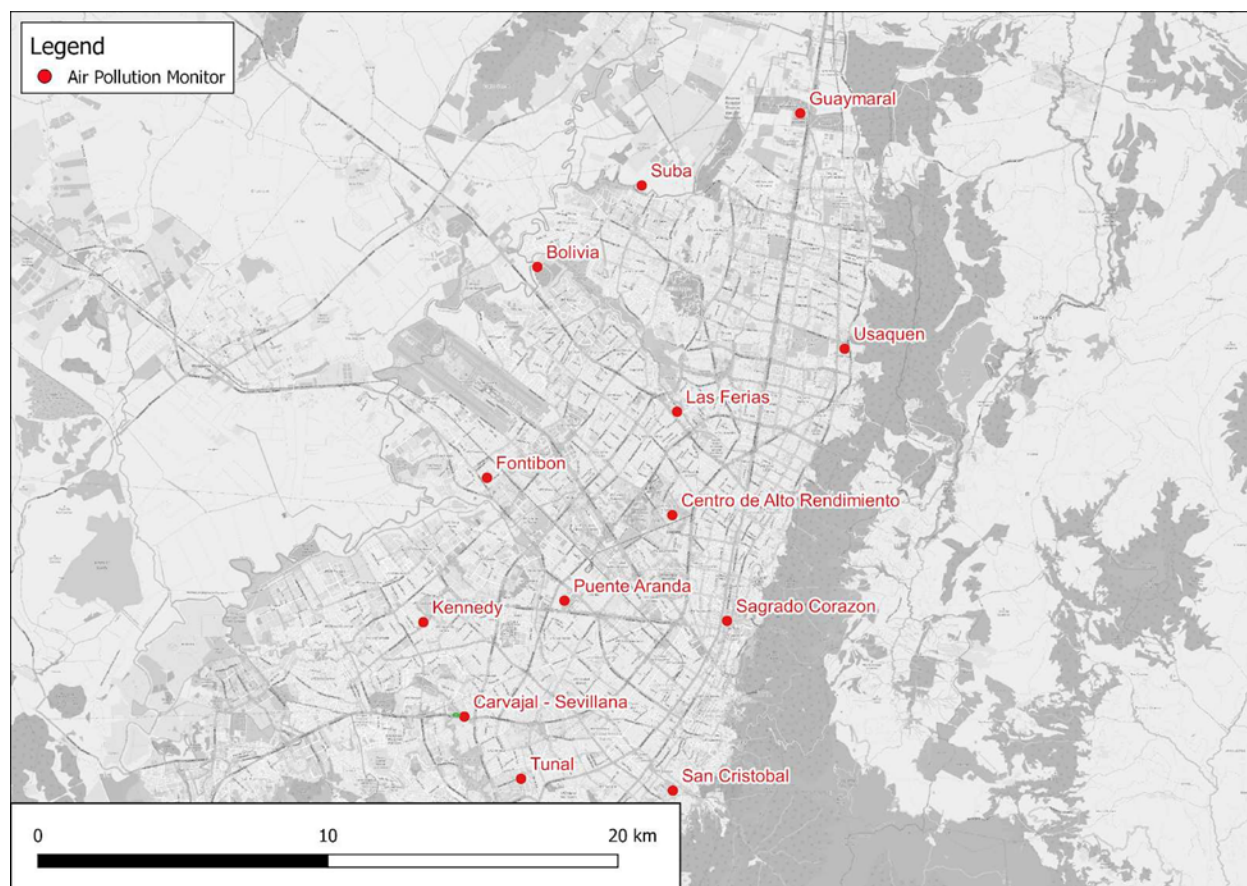 Legend
Air Pollution Monitor
Guaymaral
Suba
Bolivia
Usaquen
Las Ferias
Fontibon
Centro de Alto Rendimiento
Puente Aranda
Kennedy
Sagrado Corazon
Carvajal - Sevillana
Tunal
San Cristobal
0 10 20 km